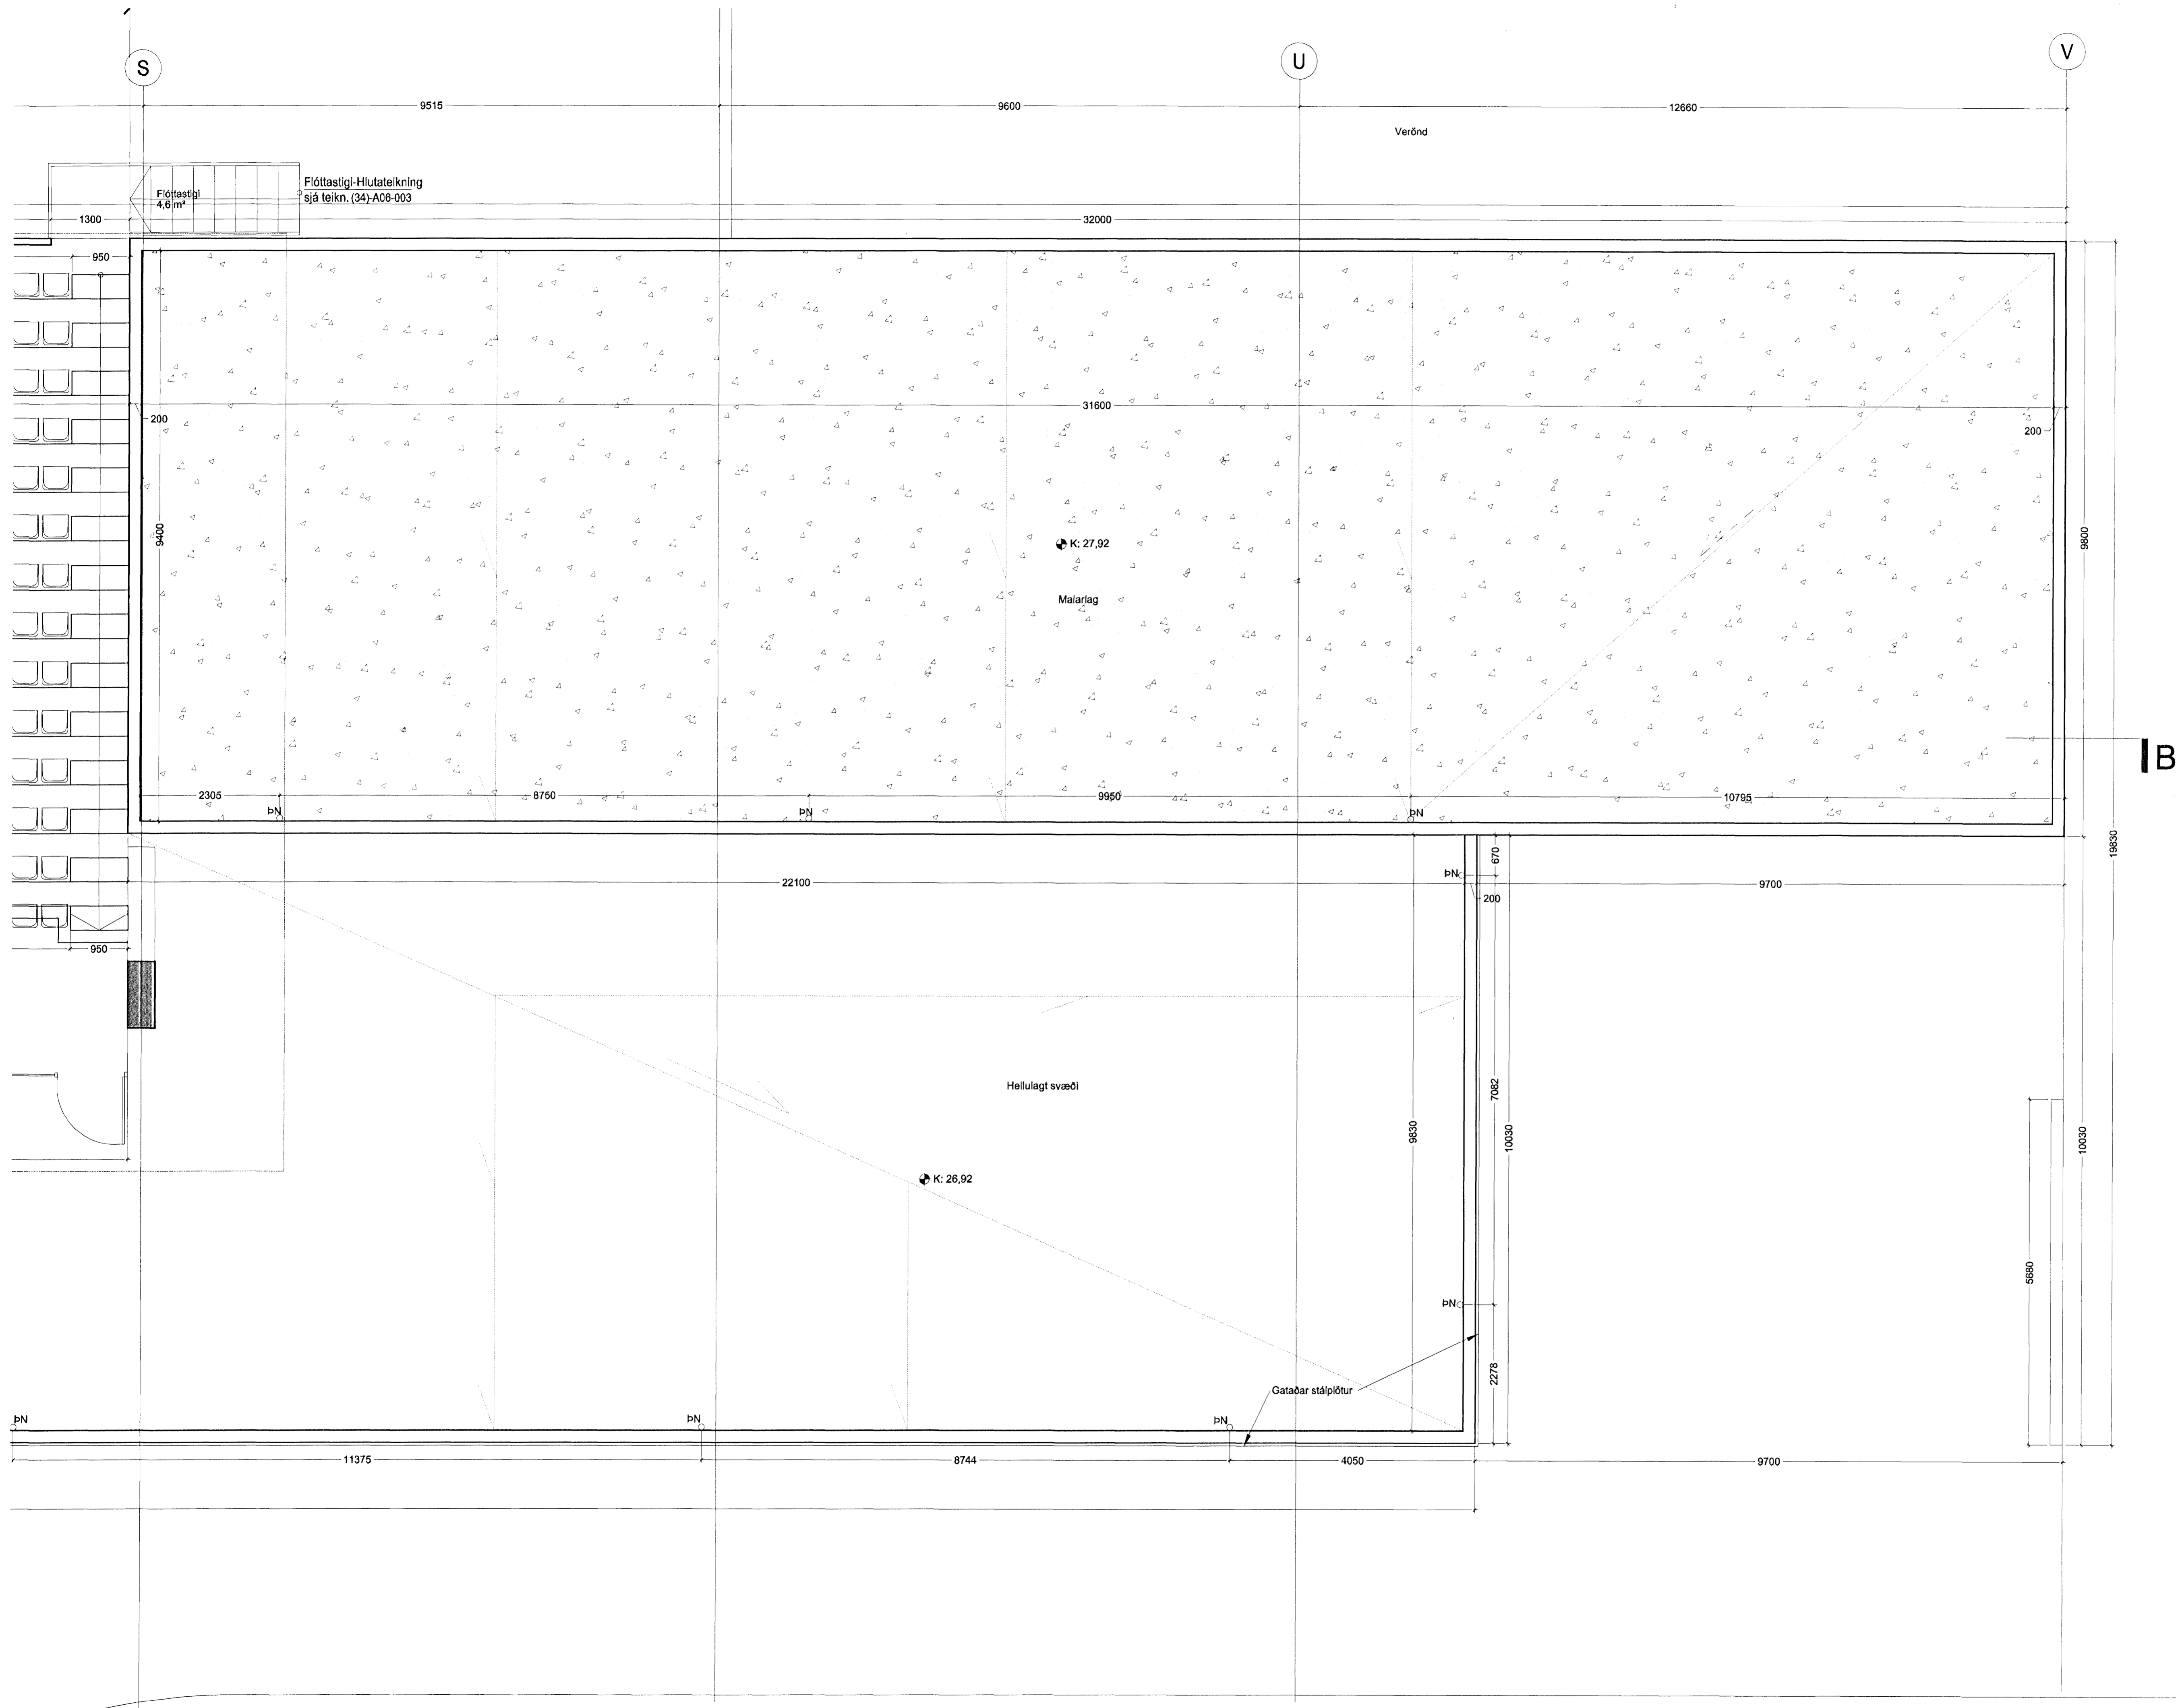 S
U
V
9515
9600
12660
Verönd
Flóttastigi
4,6 m²
Flóttastigi-Hlutateikning
sjá teikn. (34)-A06-003
1300
32000
950
200
31600
200
9400
9800
K: 27,92
Malarlag
B
2305
8750
9950
10795
ÞN
ÞN
ÞN
19830
670
22100
ÞN
9700
200
950
Hellulagt svæði
7082
9830
10030
10030
K: 26,92
5680
ÞN
2278
Gataðar stálplötur
ÞN
ÞN
ÞN
11375
8744
4050
9700